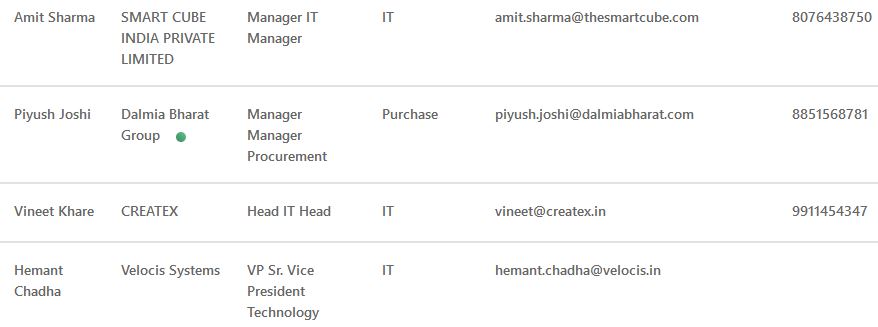 Amit Sharma SMART CUBE Manager IT IT amit.sharma@thesmartcube.com 8076438750
INDIA PRIVATE Manager
LIMITED
Piyush Joshi Dalmia Bharat Manager Purchase piyush.joshi@dalmiabharat.com 8851568781
Group Manager
Procurement
Vineet Khare CREATEX Head IT Head IT vineet@createx.in 9911454347
Hemant Velocis Systems VP Sr. Vice IT hemant.chadha@velocis.in
Chadha President
Technology